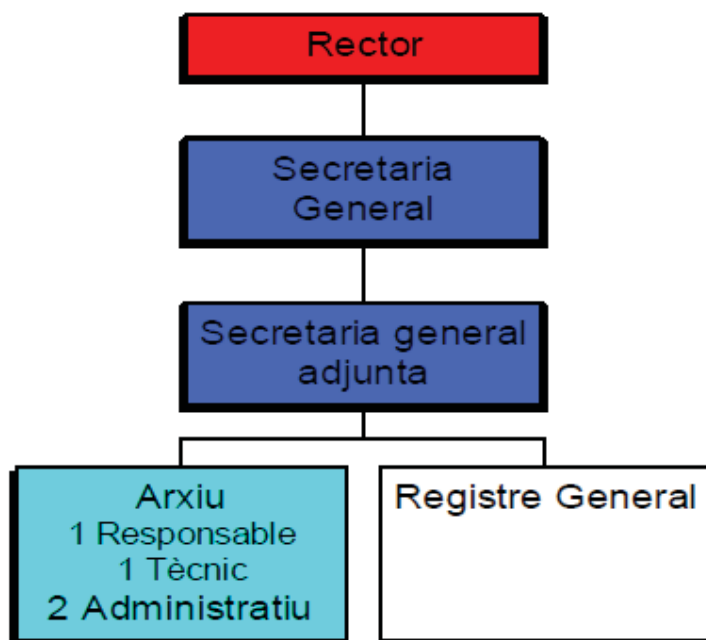 Rector
Secretaria
General
Secretaria general
adjunta
Arxiu
1 Responsable
1 Tècnic
2 Administratiu
Registre General